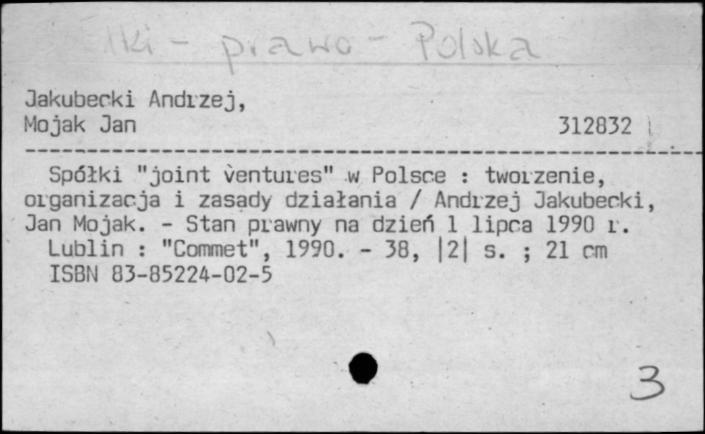 łki - prawo - Polska
Jakubecki Andrzej,
Mojak Jan 312832
Spółki "joint ventures" w Polsce : tworzenie,
organizacja i zasady działania / Andrzej Jakubecki,
Jan Mojak. - Stan prawny na dzień 1 lipca 1990 r.
Lublin : "Commet", 1990. - 38, |2| s. ; 21 cm
ISBN 83-85224-02-5
3